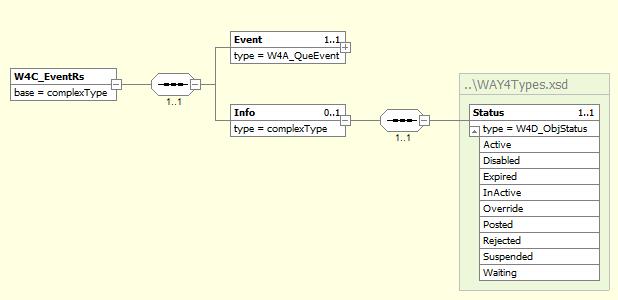 Event 1..1
type = W4A_QueEvent
W4C_EventRs
base = complexType
1..1
..\WAY4Types.xsd
Info 0..1
type = complexType
1..1
Status 1..1
type = W4D_ObjStatus
Active
Disabled
Expired
InActive
Override
Posted
Rejected
Suspended
Waiting